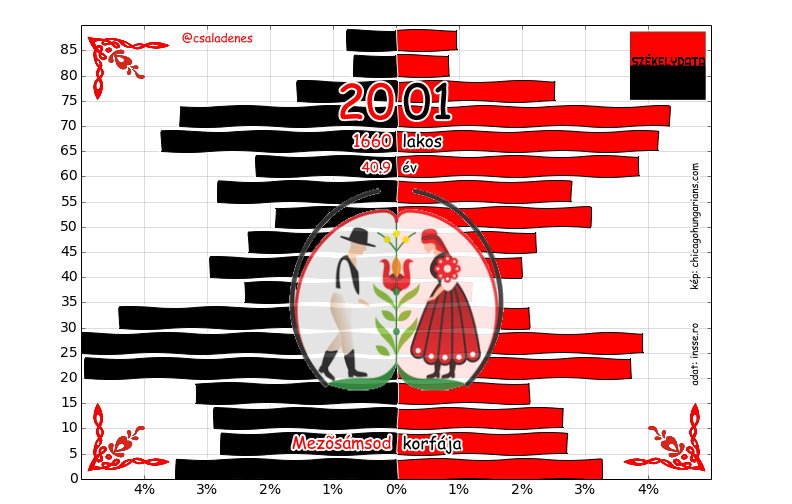 @csaladenes
SZÉKELYDATA
2001
1660 lakos
40.9 év
kép: chicagohungarians.com
adat: insse.ro
Mezősámsod korfája
85
80
75
70
65
60
55
50
45
40
35
30
25
20
15
10
5
0
4% 3% 2% 1% 0% 1% 2% 3% 4%